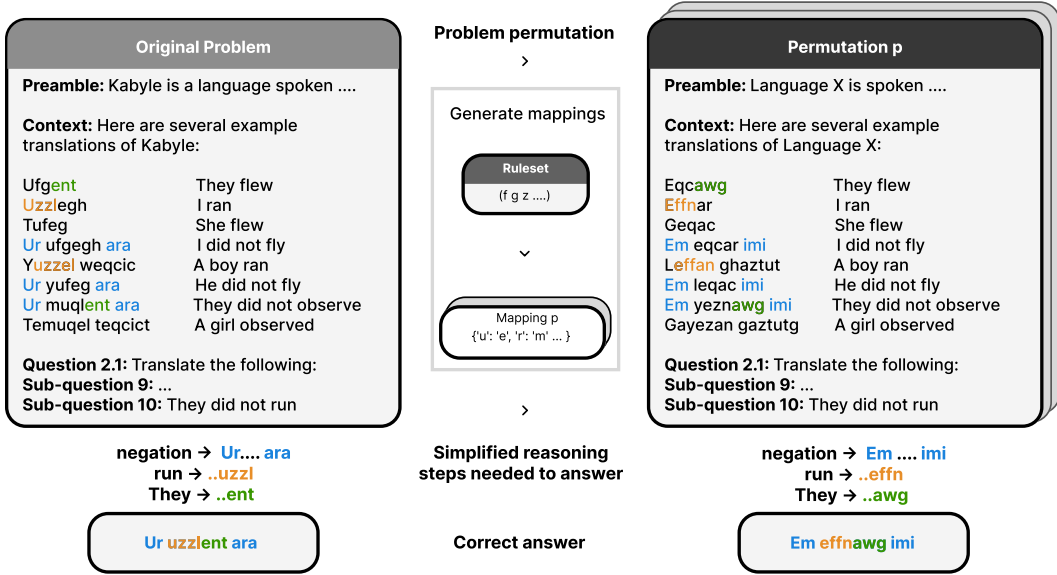 Original Problem
Preamble: Kabyle is a language spoken ....
Context: Here are several example
translations of Kabyle:
Ufgent They flew
Uzzlegh I ran
Tufeg She flew
Ur ufgegh ara I did not fly
Yuzzel weqcic A boy ran
Ur yufeg ara He did not fly
Ur muqlent ara They did not observe
Temuqel teqcict A girl observed
Question 2.1: Translate the following:
Sub-question 9: ...
Sub-question 10: They did not run
negation → Ur.... ara
run → ..uzzl
They → ..ent
Ur uzzlent ara
Problem permutation
>
Generate mappings
Ruleset
(f g z ....)
Mapping p
{'u': 'e', 'r': 'm' ... }
>
Simplified reasoning
steps needed to answer
Correct answer
Permutation p
Preamble: Language X is spoken ....
Context: Here are several example
translations of Language X:
Eqcawg They flew
Effnar I ran
Geqac She flew
Em eqcar imi I did not fly
Leffan ghaztut A boy ran
Em leqac imi He did not fly
Em yeznawg imi They did not observe
Gayezan gaztutg A girl observed
Question 2.1: Translate the following:
Sub-question 9: ...
Sub-question 10: They did not run
negation → Em .... imi
run → ..effn
They → ..awg
Em effnawg imi